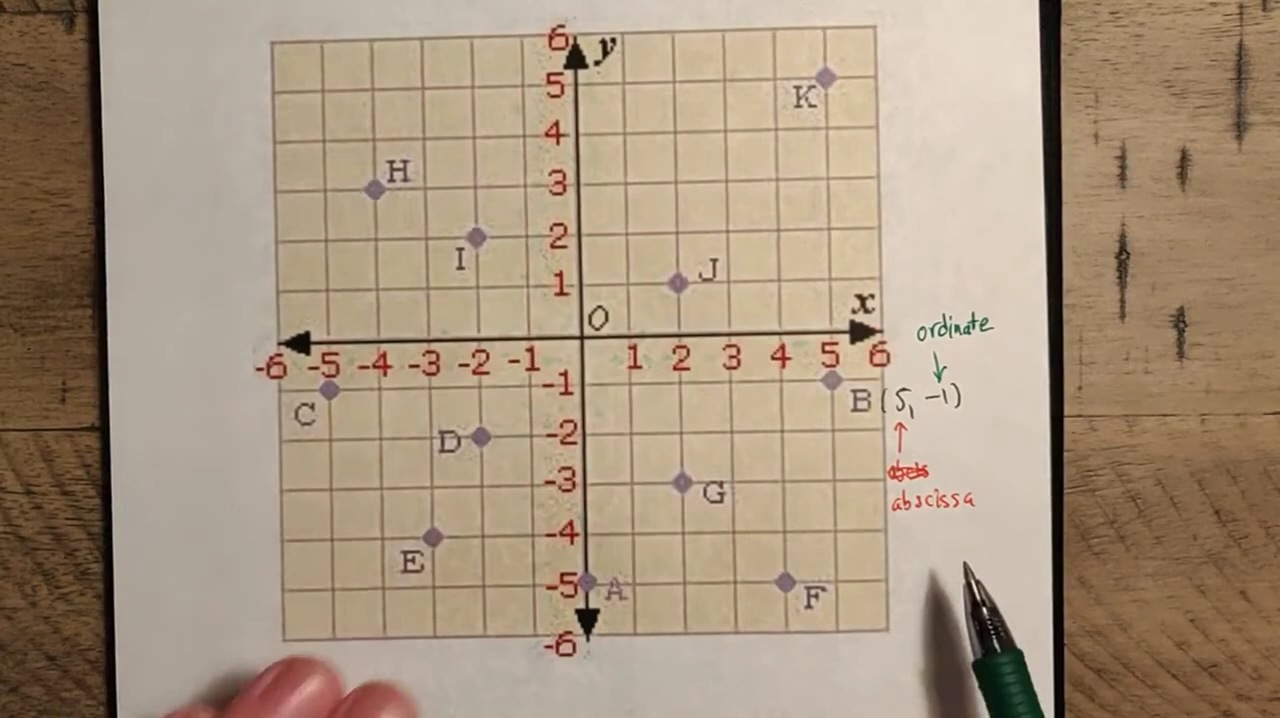 6 y
5 K
4
H 3
I 2
1 J
O x
ordinate
-6 -5 -4 -3 -2 -1 1 2 3 4 5 6
-1
C B (5, -1)
D -2
-3 G
abscissa
-4
E
-5 A F
-6